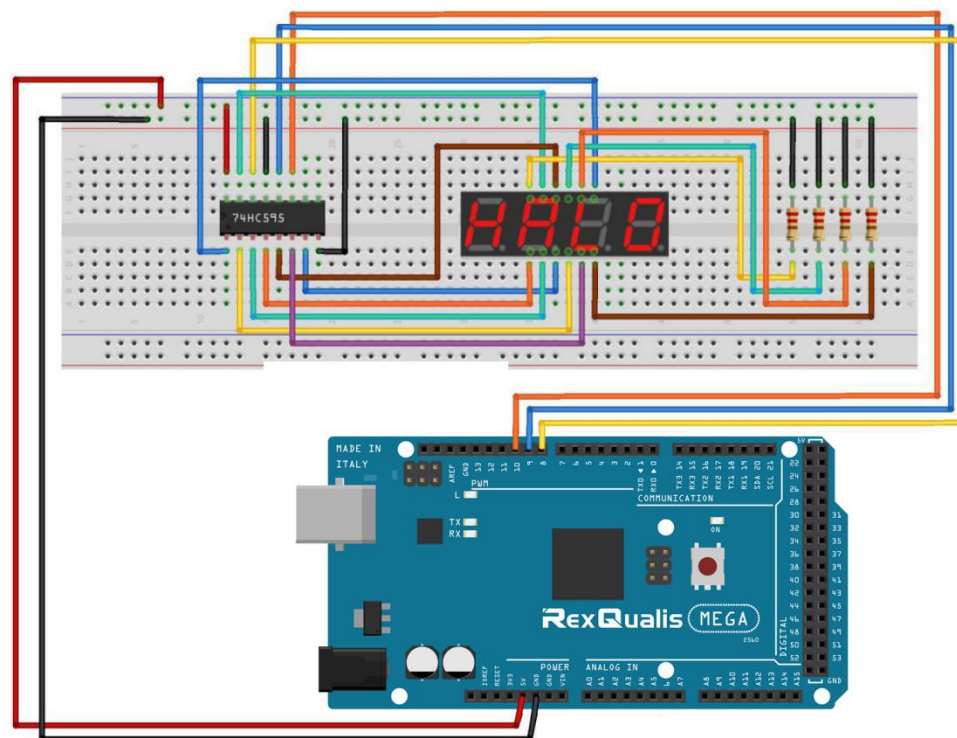 74HC595
HALO
MADE IN
ITALY
AREF
GND
13
12
11
10
9
8
7
6
5
4
3
2
TX0 1
RX0 0
TX3 14
RX3 15
TX2 16
RX2 17
TX1 18
RX1 19
SDA 20
SCL 21
PWM
COMMUNICATION
L
TX
RX
ON
5V
22
24
26
28
30 31
32 33
34 35
36 37
38 39
40 41
42 43
44 45
46 47
48 49
50 51
52 53
GND
DIGITAL
REXQUALIS MEGA
2560
POWER
ANALOG IN
IOREF
RESET
3V3
5V
GND
GND
VIN
A0
A1
A2
A3
A4
A5
6
A7
A8
A9
A10
A11
A12
A13
A14
A15